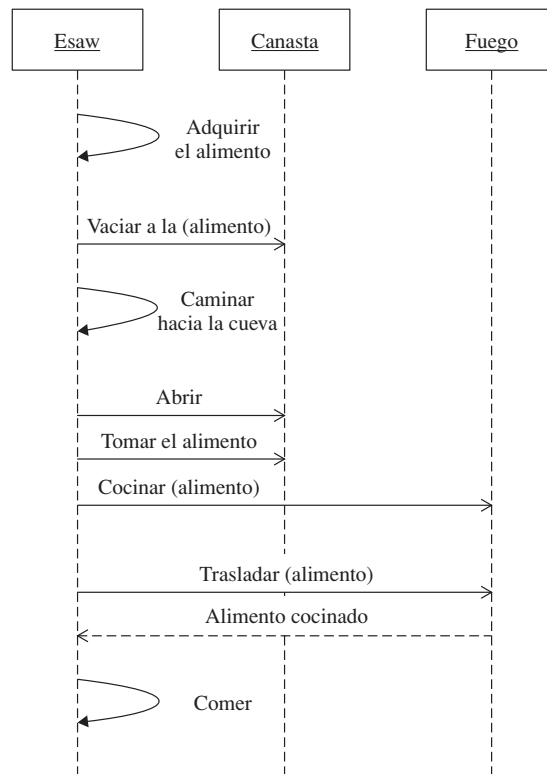 Esaw
Canasta
Fuego
Adquirir
el alimento
Vaciar a la (alimento)
Caminar
hacia la cueva
Abrir
Tomar el alimento
Cocinar (alimento)
Trasladar (alimento)
Alimento cocinado
Comer